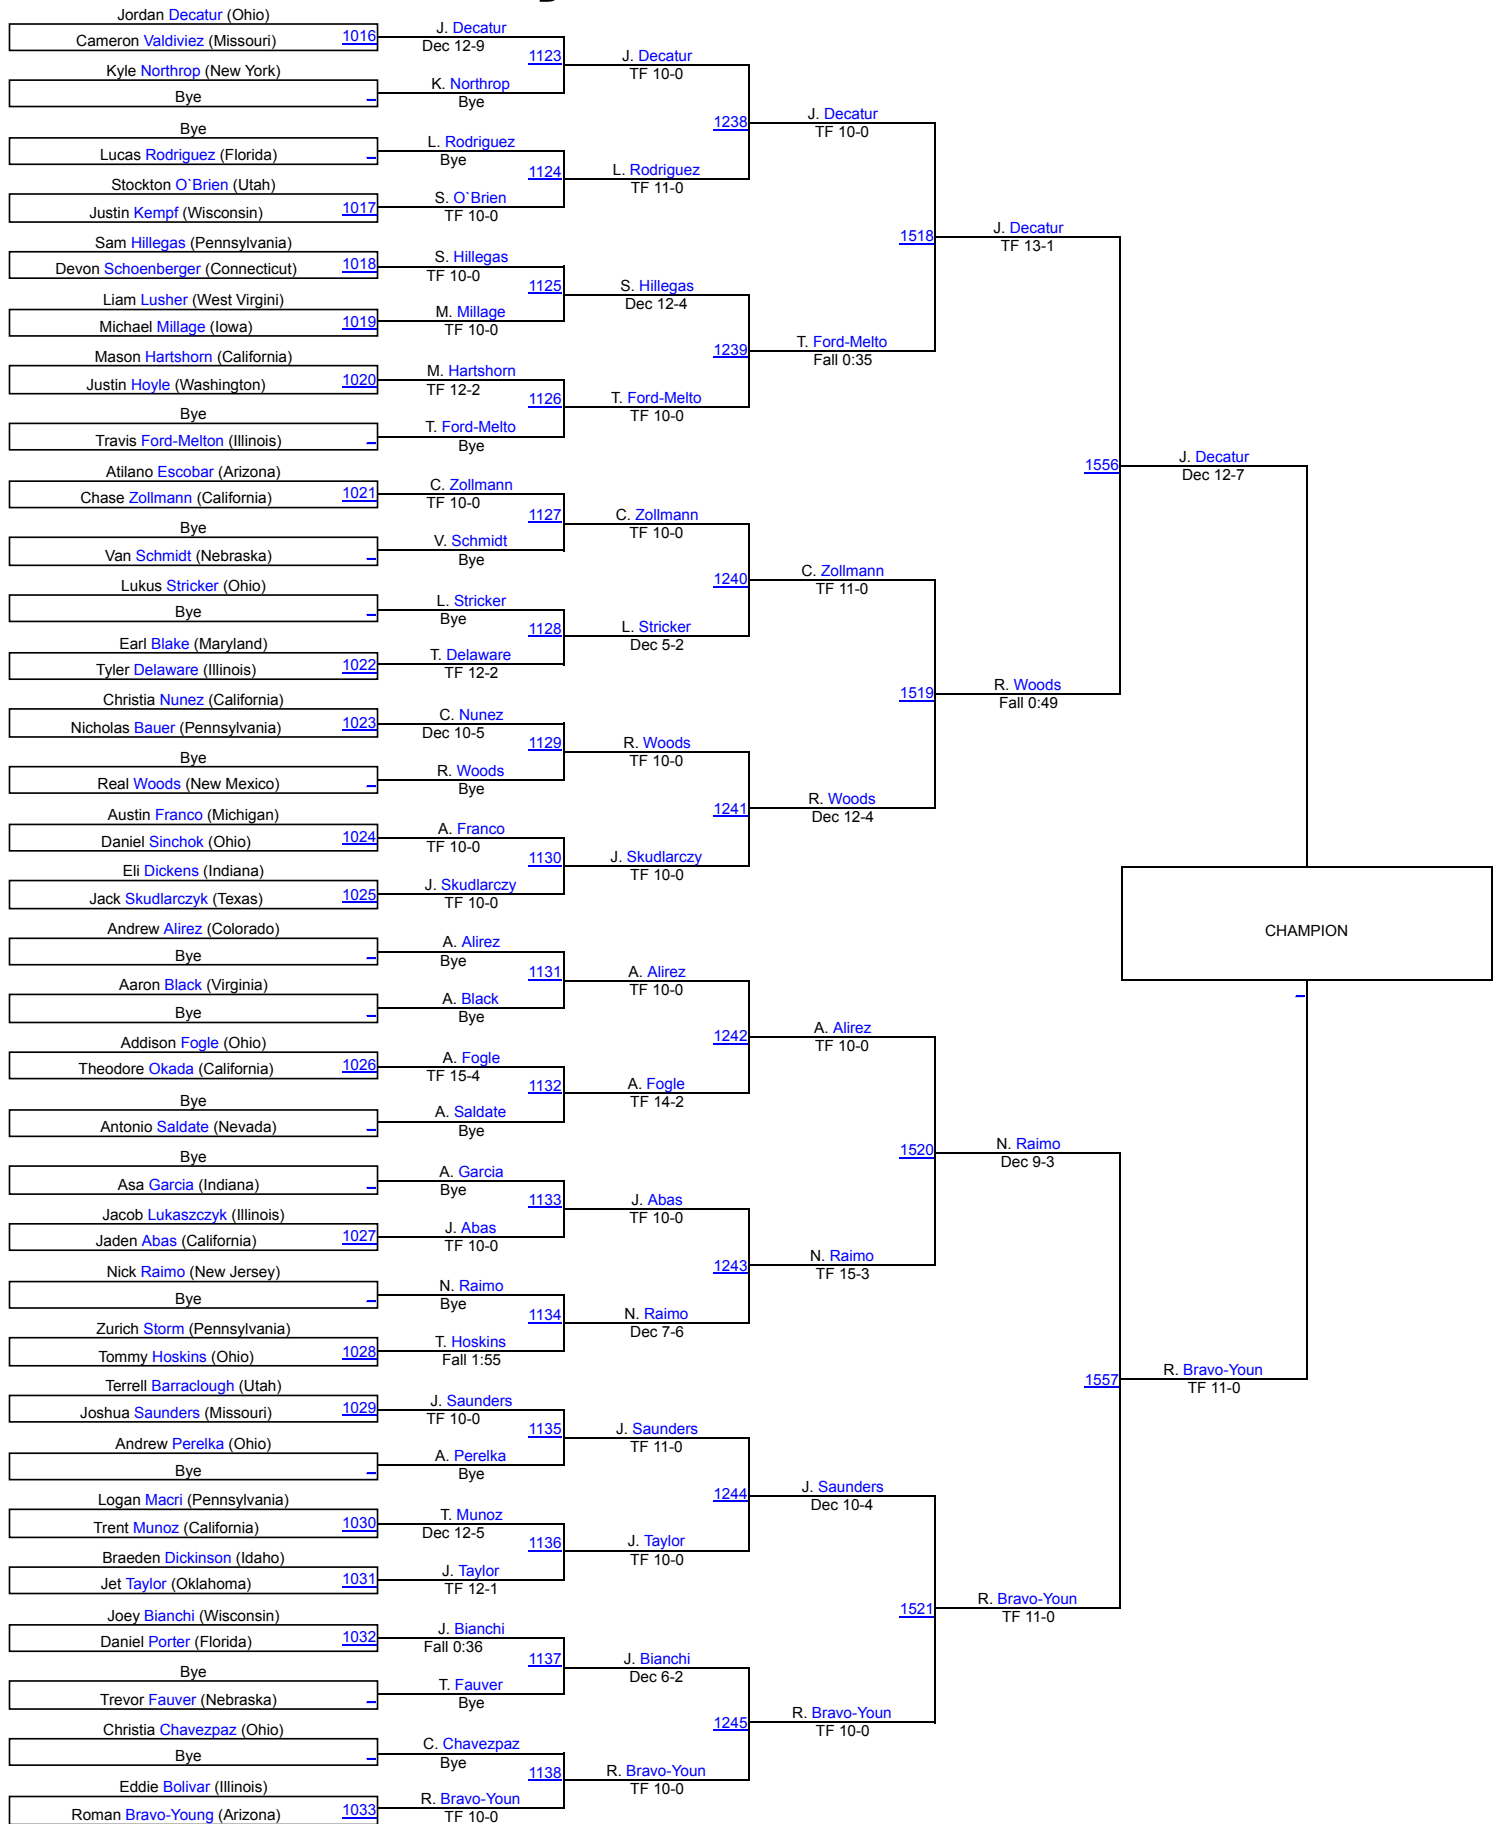 Jordan Decatur (Ohio)
Cameron Valdiviez (Missouri)
1016
Kyle Northrop (New York)
Bye
Bye
Lucas Rodriguez (Florida)
Stockton O`Brien (Utah)
Justin Kempf (Wisconsin)
1017
Sam Hillegas (Pennsylvania)
Devon Schoenberger (Connecticut)
1018
Liam Lusher (West Virgini)
Michael Millage (Iowa)
1019
Mason Hartshorn (California)
Justin Hoyle (Washington)
1020
Bye
Travis Ford-Melton (Illinois)
Atilano Escobar (Arizona)
Chase Zollmann (California)
1021
Bye
Van Schmidt (Nebraska)
Lukus Stricker (Ohio)
Bye
Earl Blake (Maryland)
Tyler Delaware (Illinois)
1022
Christia Nunez (California)
Nicholas Bauer (Pennsylvania)
1023
Bye
Real Woods (New Mexico)
Austin Franco (Michigan)
Daniel Sinchok (Ohio)
1024
Eli Dickens (Indiana)
Jack Skudlarczyk (Texas)
1025
Andrew Alirez (Colorado)
Bye
Aaron Black (Virginia)
Bye
Addison Fogle (Ohio)
Theodore Okada (California)
1026
Bye
Antonio Saldate (Nevada)
Bye
Asa Garcia (Indiana)
Jacob Lukaszczyk (Illinois)
Jaden Abas (California)
1027
Nick Raimo (New Jersey)
Bye
Zurich Storm (Pennsylvania)
Tommy Hoskins (Ohio)
1028
Terrell Barraclough (Utah)
Joshua Saunders (Missouri)
1029
Andrew Perelka (Ohio)
Bye
Logan Macri (Pennsylvania)
Trent Munoz (California)
1030
Braeden Dickinson (Idaho)
Jet Taylor (Oklahoma)
1031
Joey Bianchi (Wisconsin)
Daniel Porter (Florida)
1032
Bye
Trevor Fauver (Nebraska)
Christia Chavezpaz (Ohio)
Bye
Eddie Bolivar (Illinois)
Roman Bravo-Young (Arizona)
1033
J. Decatur
Dec 12-9
1123
K. Northrop
Bye
L. Rodriguez
Bye
1124
S. O`Brien
TF 10-0
S. Hillegas
TF 10-0
1125
M. Millage
TF 10-0
M. Hartshorn
TF 12-2
1126
T. Ford-Melto
Bye
C. Zollmann
TF 10-0
1127
V. Schmidt
Bye
L. Stricker
Bye
1128
T. Delaware
TF 12-2
C. Nunez
Dec 10-5
1129
R. Woods
Bye
A. Franco
TF 10-0
1130
J. Skudlarczy
TF 10-0
A. Alirez
Bye
1131
A. Black
Bye
A. Fogle
TF 15-4
1132
A. Saldate
Bye
A. Garcia
Bye
1133
J. Abas
TF 10-0
N. Raimo
Bye
1134
T. Hoskins
Fall 1:55
J. Saunders
TF 10-0
1135
A. Perelka
Bye
T. Munoz
Dec 12-5
1136
J. Taylor
TF 12-1
J. Bianchi
Fall 0:36
1137
T. Fauver
Bye
C. Chavezpaz
Bye
1138
R. Bravo-Youn
TF 10-0
J. Decatur
TF 10-0
1238
L. Rodriguez
TF 11-0
S. Hillegas
Dec 12-4
1239
T. Ford-Melto
TF 10-0
C. Zollmann
TF 10-0
1240
L. Stricker
Dec 5-2
R. Woods
TF 10-0
1241
J. Skudlarczy
TF 10-0
A. Alirez
TF 10-0
1242
A. Fogle
TF 14-2
J. Abas
TF 10-0
1243
N. Raimo
Dec 7-6
J. Saunders
TF 11-0
1244
J. Taylor
TF 10-0
J. Bianchi
Dec 6-2
1245
R. Bravo-Youn
TF 10-0
J. Decatur
TF 10-0
1518
T. Ford-Melto
Fall 0:35
C. Zollmann
TF 11-0
1519
R. Woods
Dec 12-4
A. Alirez
TF 10-0
1520
N. Raimo
TF 15-3
J. Saunders
Dec 10-4
1521
R. Bravo-Youn
TF 10-0
J. Decatur
TF 13-1
1556
R. Woods
Fall 0:49
N. Raimo
Dec 9-3
1557
R. Bravo-Youn
TF 11-0
J. Decatur
Dec 12-7
CHAMPION
R. Bravo-Youn
TF 11-0